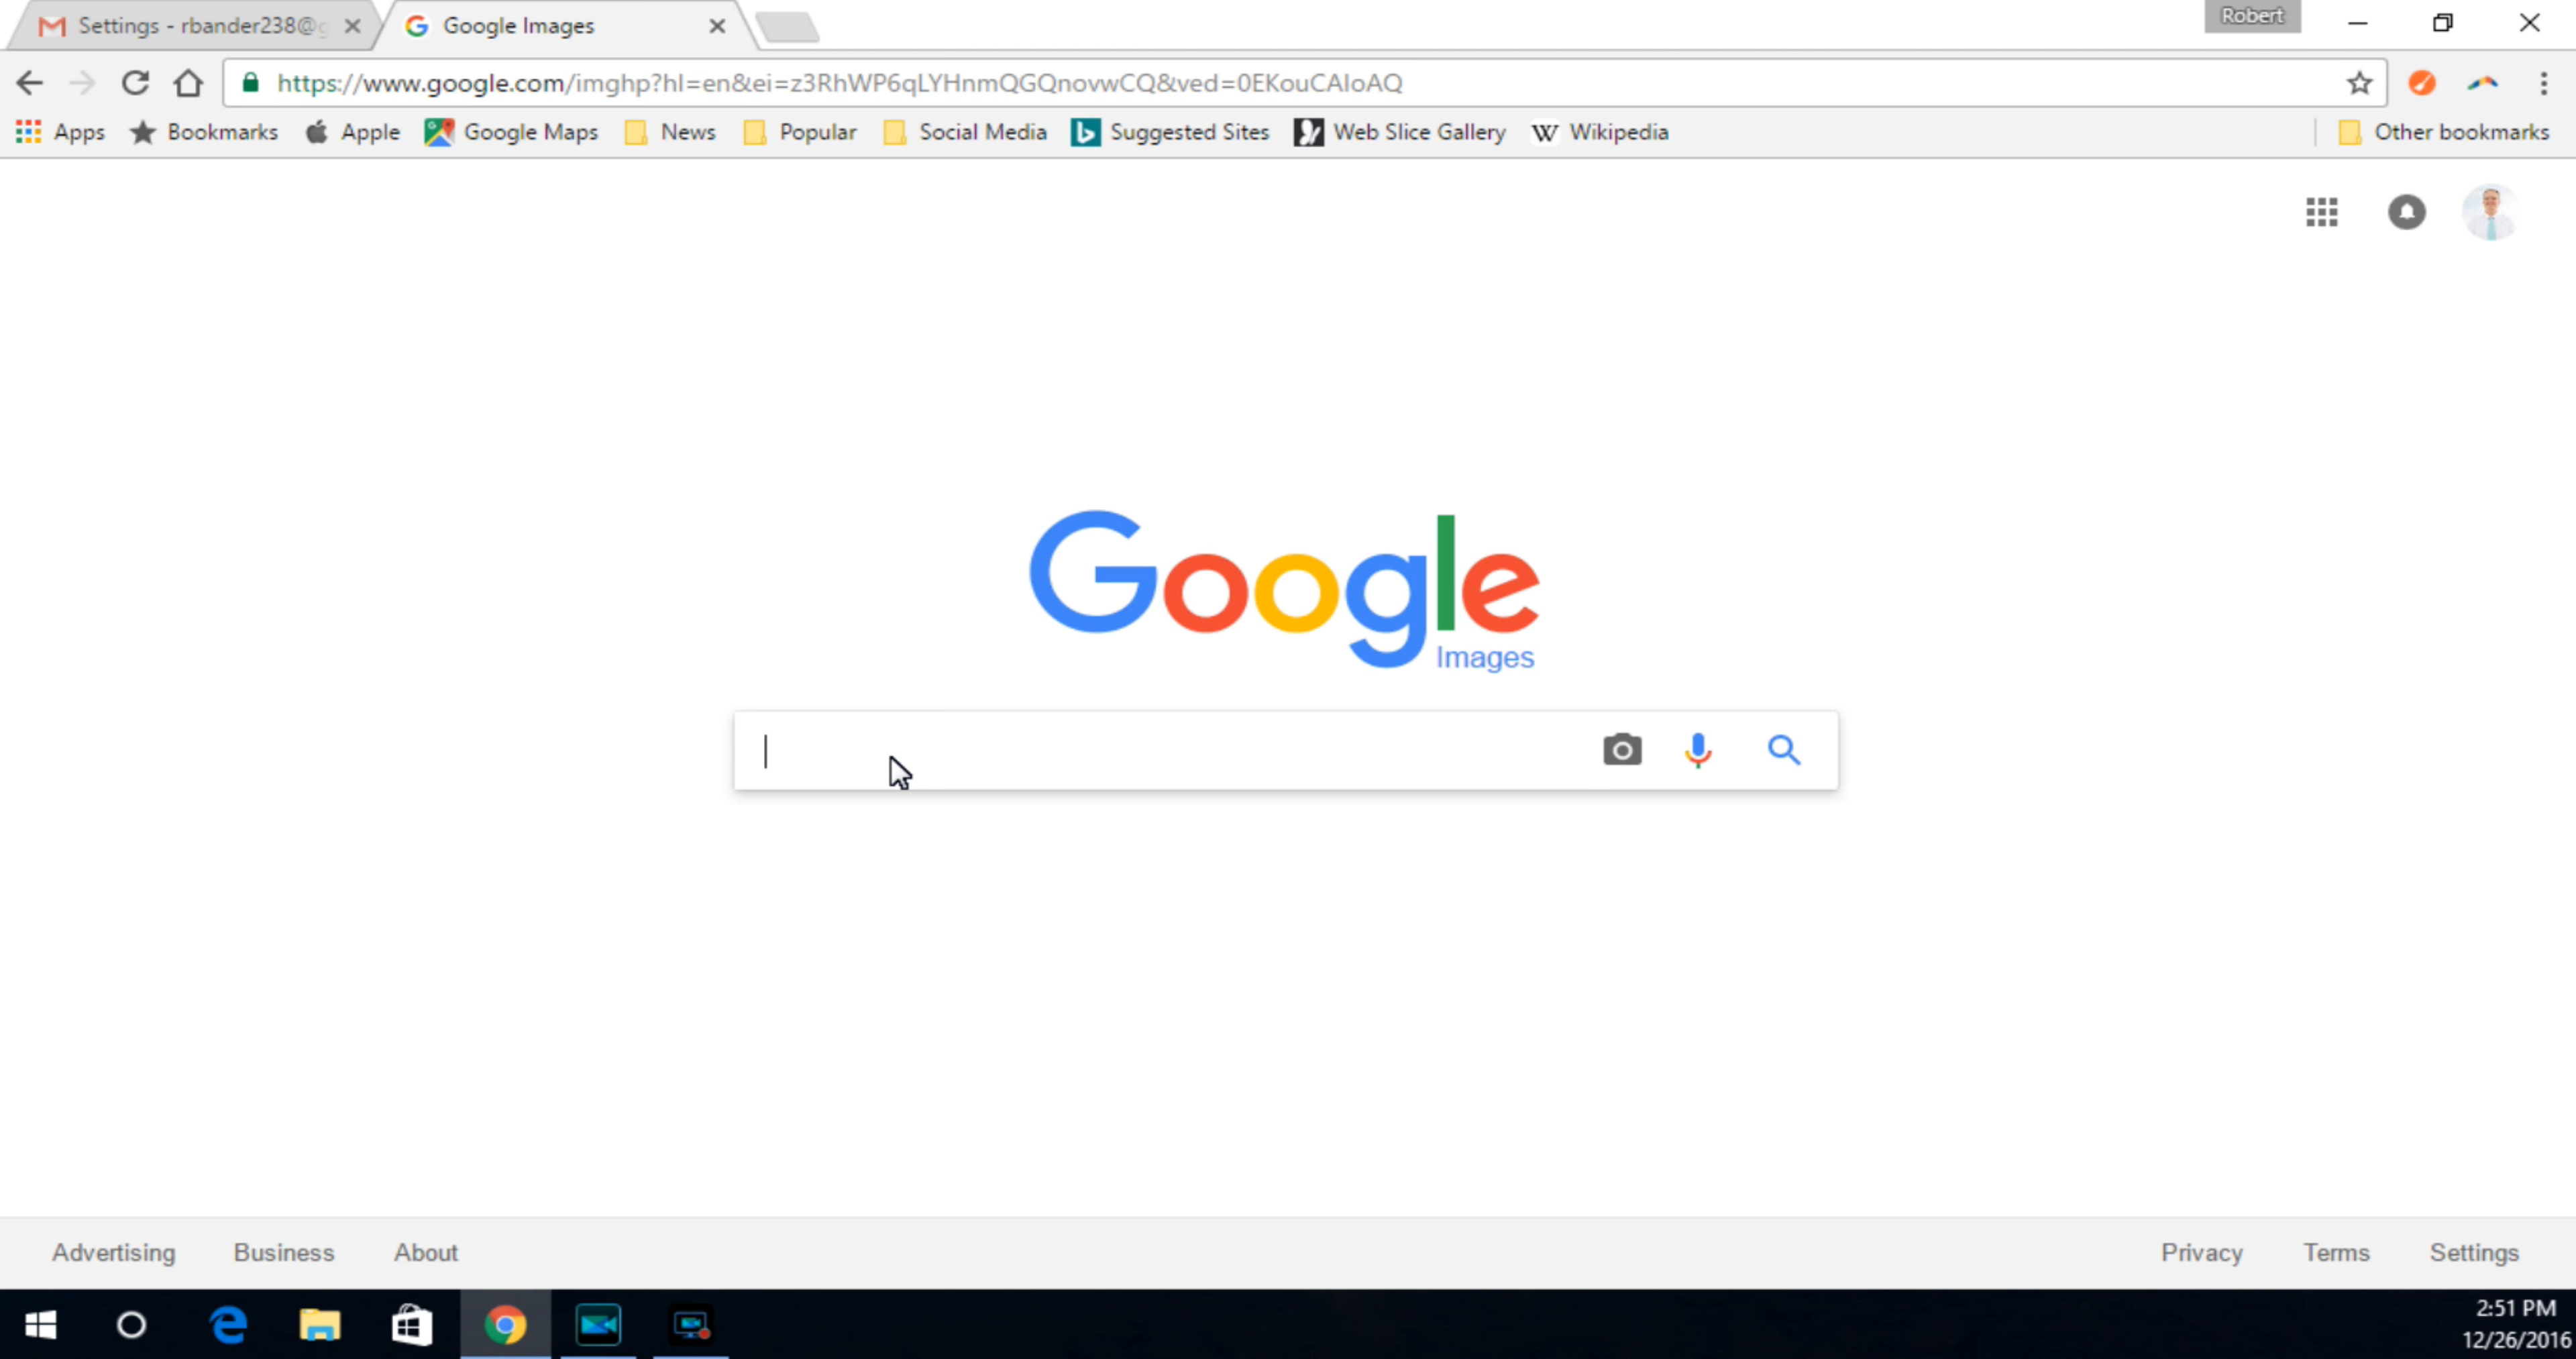 Settings - rbander238@g
Google Images
Robert
https://www.google.com/imghp?hl=en&ei=z3RhWP6qLYHnmQGQnovwCQ&ved=0EKouCAIoAQ
Apps Bookmarks Apple Google Maps News Popular Social Media Suggested Sites Web Slice Gallery W Wikipedia Other bookmarks
Google
Images
Advertising Business About Privacy Terms Settings
2:51 PM
12/26/2016